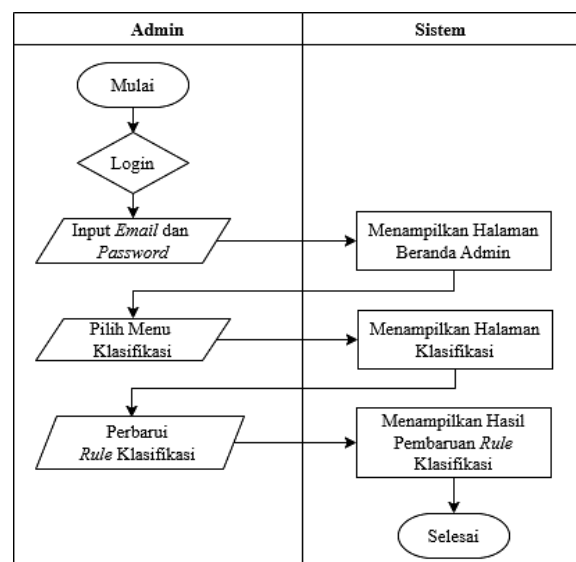 Admin
Sistem
Mulai
Login
Input Email dan
Password
Menampilkan Halaman
Beranda Admin
Pilih Menu
Klasifikasi
Menampilkan Halaman
Klasifikasi
Perbarui
Rule Klasifikasi
Menampilkan Hasil
Pembaruan Rule
Klasifikasi
Selesai